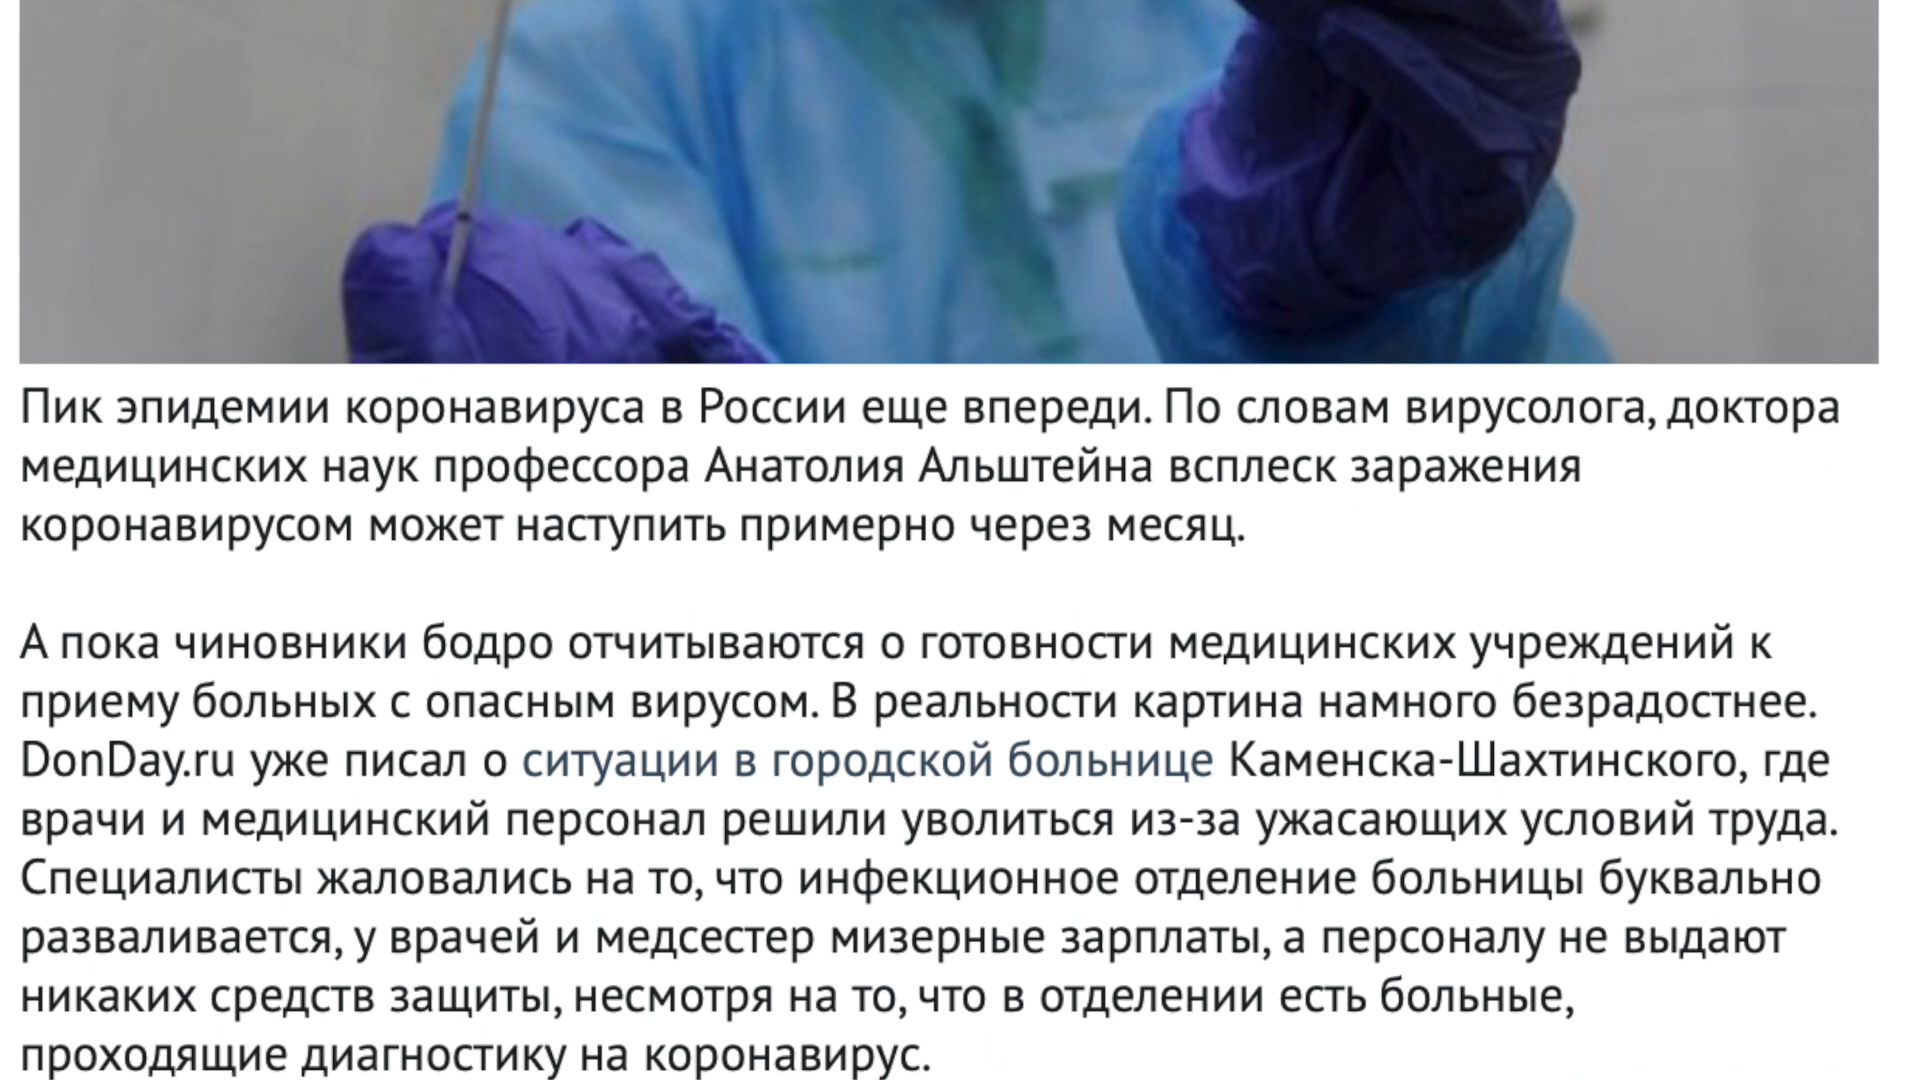 Пик эпидемии коронавируса в России еще впереди. По словам вирусолога, доктора
медицинских наук профессора Анатолия Альштейна всплеск заражения
коронавирусом может наступить примерно через месяц.
А пока чиновники бодро отчитываются о готовности медицинских учреждений к
приему больных с опасным вирусом. В реальности картина намного безрадостнее.
DonDay.ru уже писал о ситуации в городской больнице Каменска-Шахтинского, где
врачи и медицинский персонал решили уволиться из-за ужасающих условий труда.
Специалисты жаловались на то, что инфекционное отделение больницы буквально
разваливается, у врачей и медсестер мизерные зарплаты, а персоналу не выдают
никаких средств защиты, несмотря на то, что в отделении есть больные,
проходящие диагностику на коронавирус.